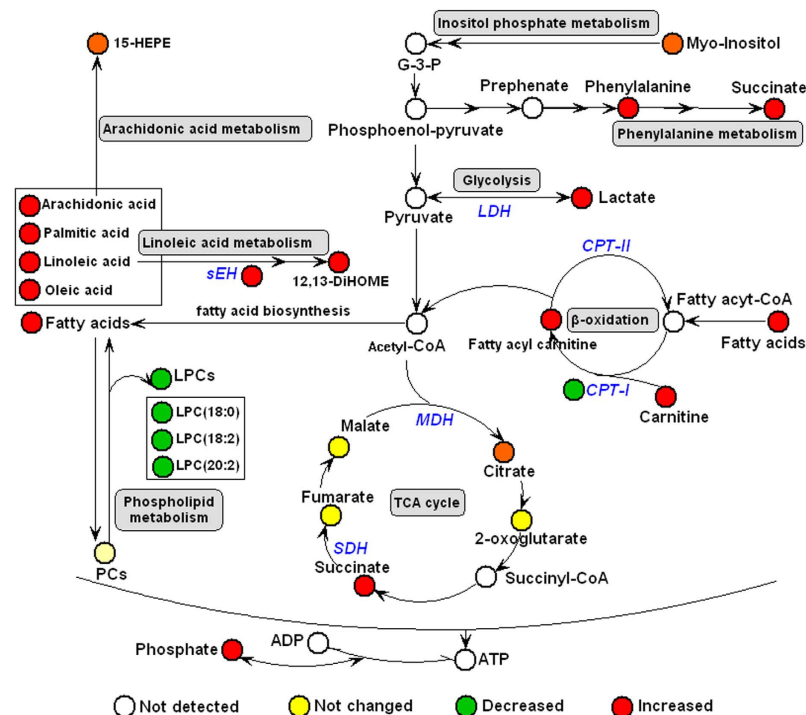 Inositol phosphate metabolism
15-HEPE
Myo-Inositol
G-3-P
Prephenate
Phenylalanine
Succinate
Arachidonic acid metabolism
Phosphoenol-pyruvate
Phenylalanine metabolism
Glycolysis
Lactate
Pyruvate
LDH
Arachidonic acid
Palmitic acid
Linoleic acid
Oleic acid
Linoleic acid metabolism
sEH
12,13-DiHOME
CPT-II
fatty acid biosynthesis
Fatty acids
Acetyl-CoA
Fatty acyl carnitine
β-oxidation
Fatty acyt-CoA
Fatty acids
CPT-I
Carnitine
LPCs
LPC(18:0)
LPC(18:2)
LPC(20:2)
Phospholipid
metabolism
PCs
MDH
Malate
Citrate
Fumarate
TCA cycle
2-oxoglutarate
SDH
Succinate
Succinyl-CoA
Phosphate
ADP
ATP
Not detected
Not changed
Decreased
Increased